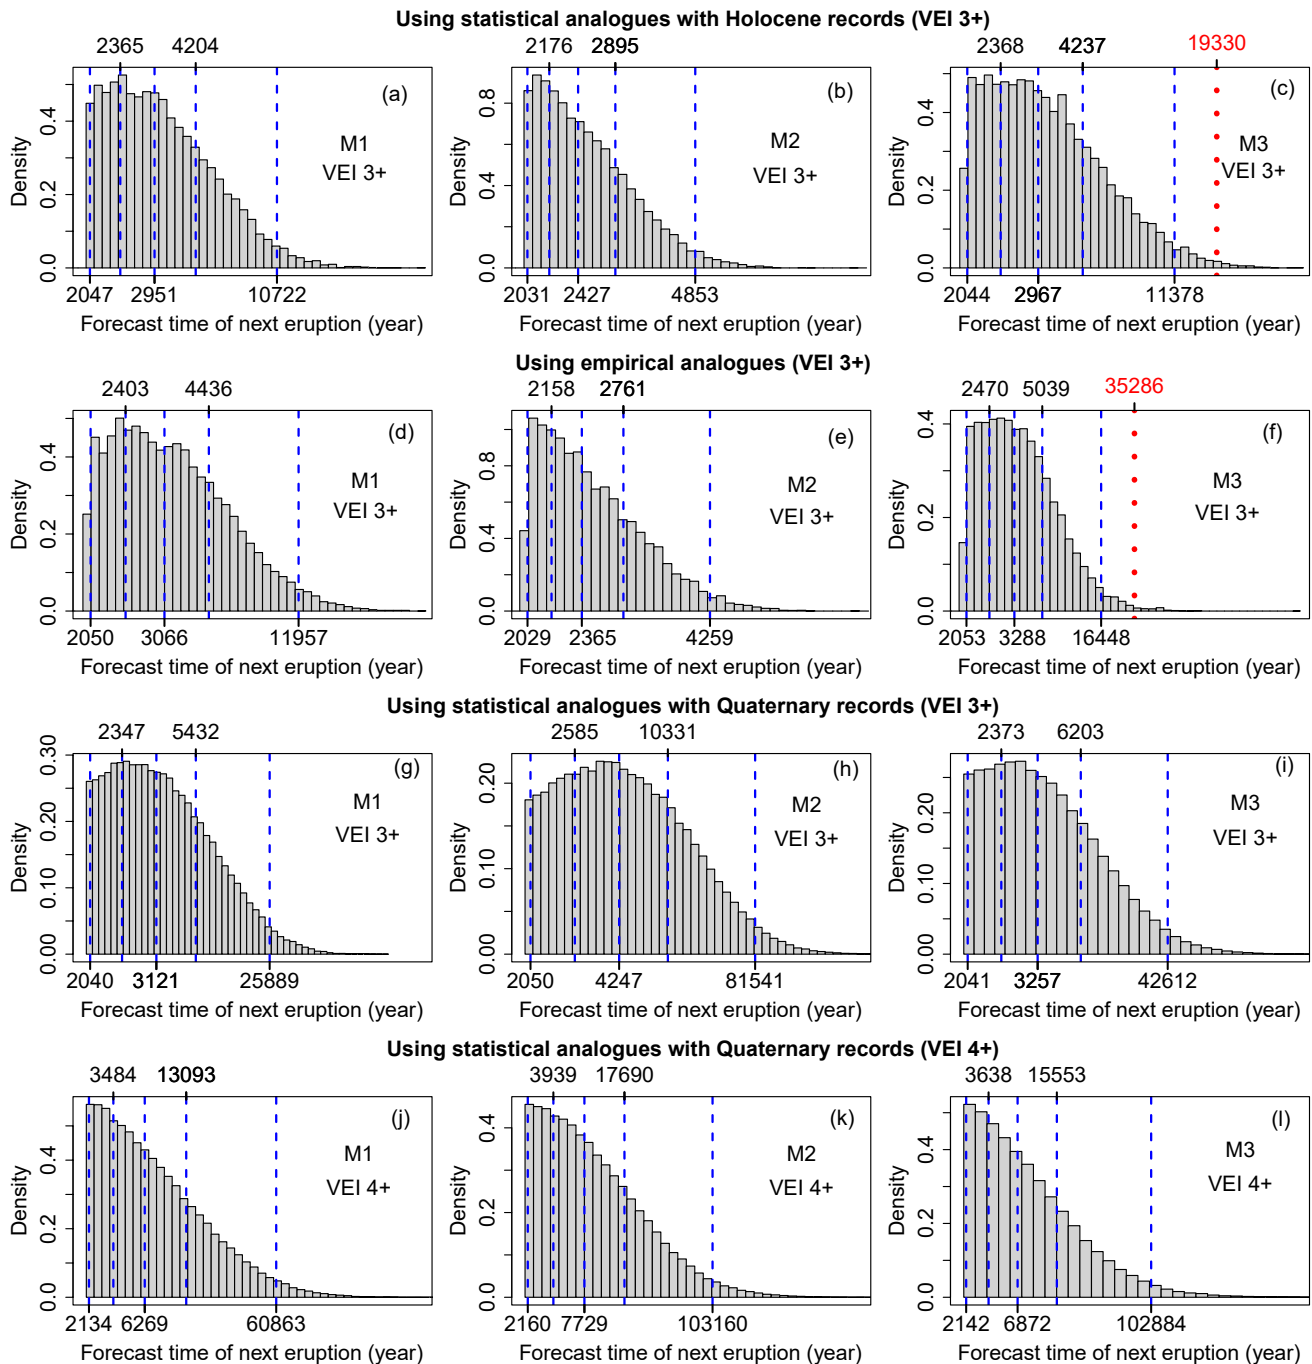 Using statistical analogues with Holocene records (VEI 3+)
2365 4204
2176 2895
2368 4237 19330
(a)
M1
VEI 3+
Density
0.0 0.2 0.4
2047 2951 10722
Forecast time of next eruption (year)
(b)
M2
VEI 3+
Density
0.0 0.4 0.8
2031 2427 4853
Forecast time of next eruption (year)
(c)
M3
VEI 3+
Density
0.0 0.2 0.4
2044 2967 11378
Forecast time of next eruption (year)
Using empirical analogues (VEI 3+)
2403 4436
2158 2761
2470 5039 35286
(d)
M1
VEI 3+
Density
0.0 0.2 0.4
2050 3066 11957
Forecast time of next eruption (year)
(e)
M2
VEI 3+
Density
0.0 0.4 0.8
2029 2365 4259
Forecast time of next eruption (year)
(f)
M3
VEI 3+
Density
0.0 0.2 0.4
2053 3288 16448
Forecast time of next eruption (year)
Using statistical analogues with Quaternary records (VEI 3+)
2347 5432
2585 10331
2373 6203
(g)
M1
VEI 3+
Density
0.00 0.10 0.20 0.30
2040 3121 25889
Forecast time of next eruption (year)
(h)
M2
VEI 3+
Density
0.00 0.10 0.20
2050 4247 81541
Forecast time of next eruption (year)
(i)
M3
VEI 3+
Density
0.00 0.10 0.20
2041 3257 42612
Forecast time of next eruption (year)
Using statistical analogues with Quaternary records (VEI 4+)
3484 13093
3939 17690
3638 15553
(j)
M1
VEI 4+
Density
0.0 0.2 0.4
2134 6269 60863
Forecast time of next eruption (year)
(k)
M2
VEI 4+
Density
0.0 0.2 0.4
2160 7729 103160
Forecast time of next eruption (year)
(l)
M3
VEI 4+
Density
0.0 0.2 0.4
2142 6872 102884
Forecast time of next eruption (year)